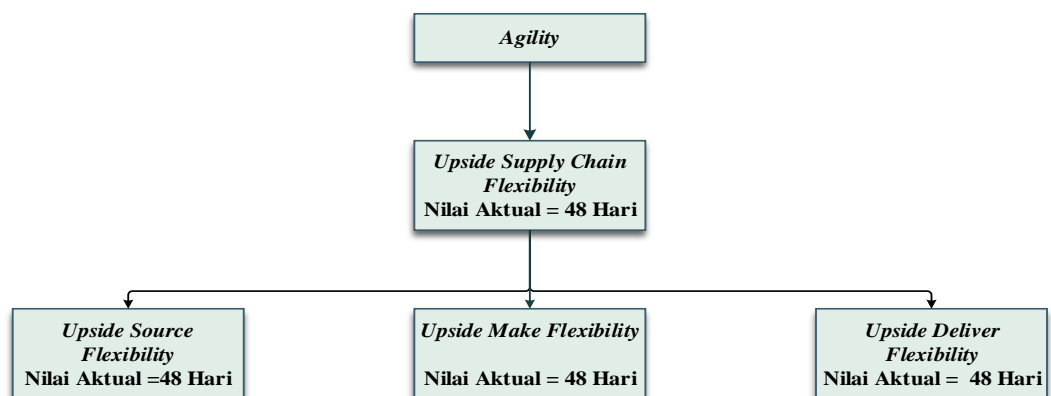 Agility
Upside Supply Chain
Flexibility
Nilai Aktual = 48 Hari
Upside Source
Flexibility
Nilai Aktual =48 Hari
Upside Make Flexibility
Nilai Aktual = 48 Hari
Upside Deliver
Flexibility
Nilai Aktual =  48 Hari